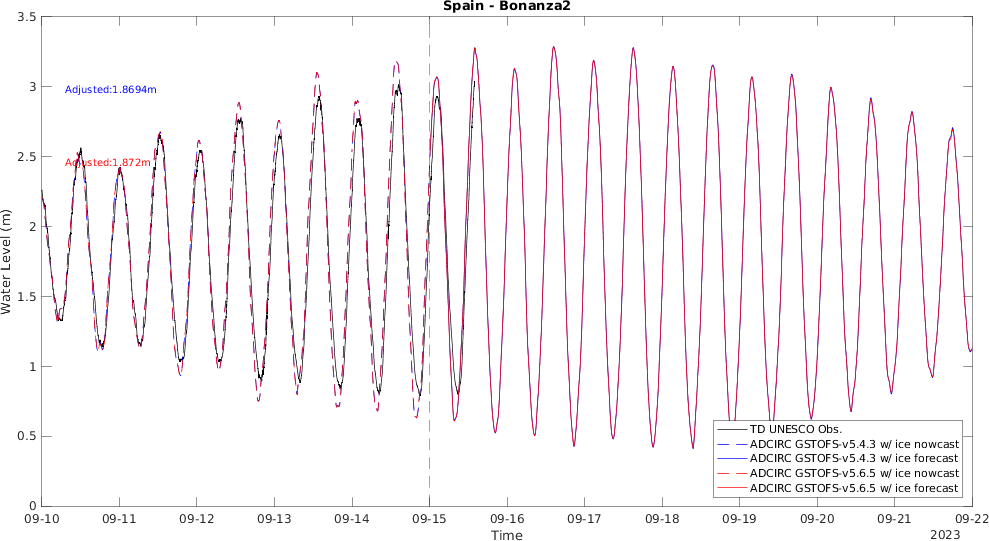 Spain - Bonanza2
3.5
3
2.5
2
1.5
1
0.5
0
Water Level (m)
Adjusted:1.8694m
Adjusted:1.872m
TD UNESCO Obs.
ADCIRC GSTOFS-v5.4.3 w/ ice nowcast
ADCIRC GSTOFS-v5.4.3 w/ ice forecast
ADCIRC GSTOFS-v5.6.5 w/ ice nowcast
ADCIRC GSTOFS-v5.6.5 w/ ice forecast
09-10 09-11 09-12 09-13 09-14 09-15 09-16 09-17 09-18 09-19 09-20 09-21 09-22
Time
2023